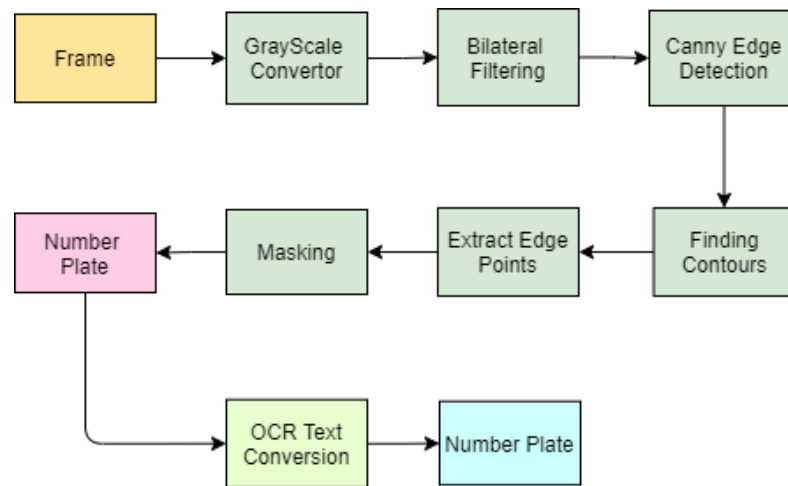 Frame
GrayScale
Convertor
Bilateral
Filtering
Canny Edge
Detection
Finding
Contours
Extract Edge
Points
Masking
Number
Plate
OCR Text
Conversion
Number Plate